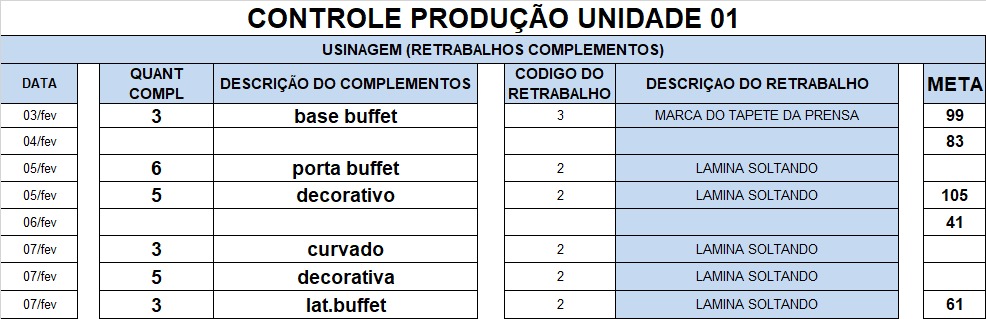 CONTROLE PRODUÇÃO UNIDADE 01
USINAGEM (RETRABALHOS COMPLEMENTOS)
DATA QUANT COMPL DESCRIÇÃO DO COMPLEMENTOS CODIGO DO RETRABALHO DESCRIÇAO DO RETRABALHO META
03/fev 3 base buffet 3 MARCA DO TAPETE DA PRENSA 99
04/fev 83
05/fev 6 porta buffet 2 LAMINA SOLTANDO
05/fev 5 decorativo 2 LAMINA SOLTANDO 105
06/fev 41
07/fev 3 curvado 2 LAMINA SOLTANDO
07/fev 5 decorativa 2 LAMINA SOLTANDO
07/fev 3 lat.buffet 2 LAMINA SOLTANDO 61